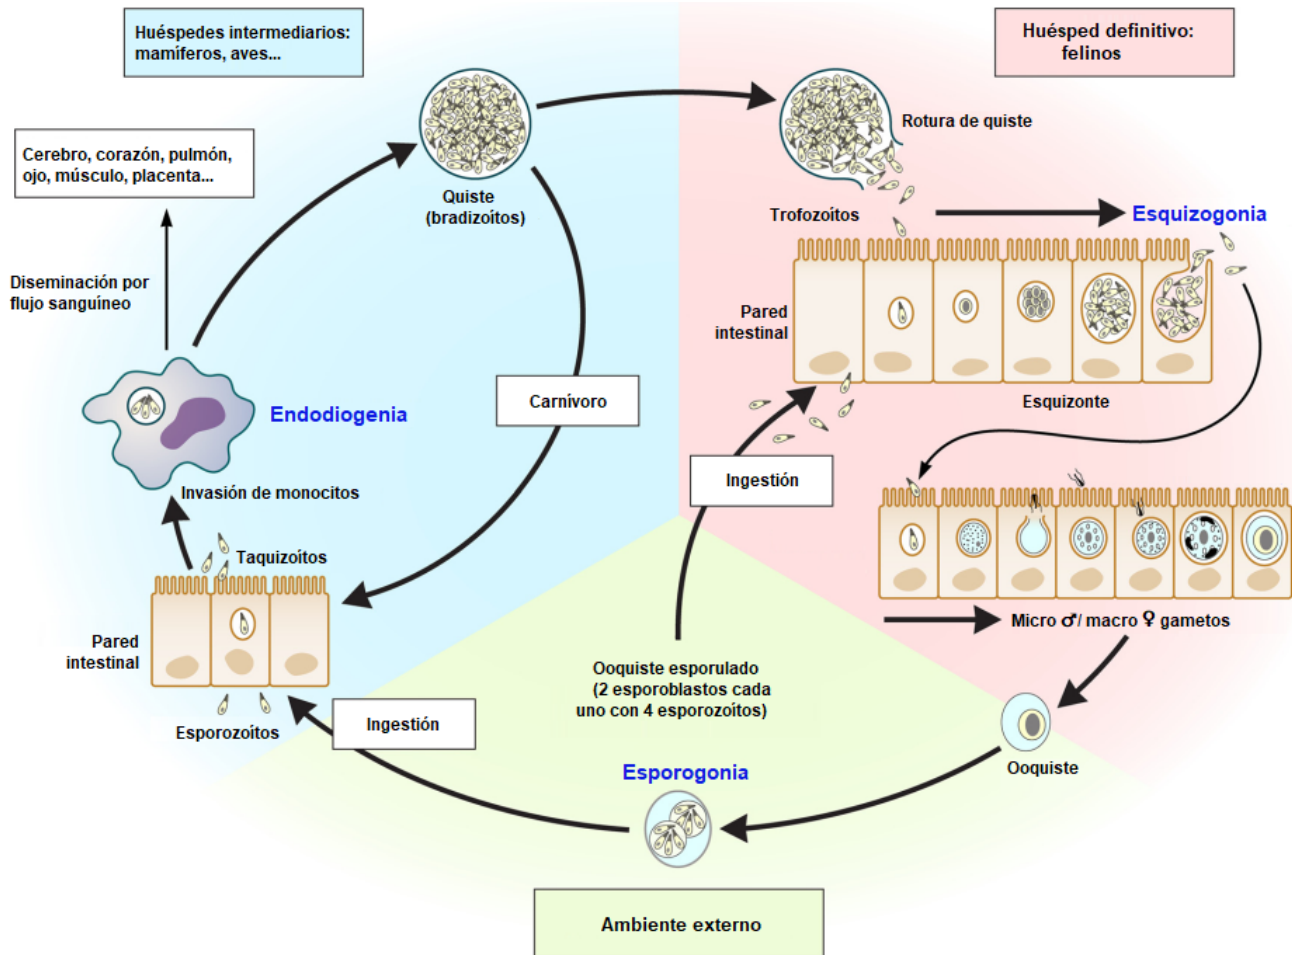 Huéspedes intermediarios:
mamíferos, aves...
Huésped definitivo:
felinos
Cerebro, corazón, pulmón,
ojo, músculo, placenta...
Quiste
(bradizoítos)
Rotura de quiste
Trofozoítos
Esquizogonia
Diseminación por
flujo sanguíneo
Pared
intestinal
Endodiogenia
Carnívoro
Esquizonte
Invasión de monocitos
Ingestión
Taquizoítos
Pared
intestinal
Micro ♂/ macro ♀ gametos
Ooquiste esporulado
(2 esporoblastos cada
uno con 4 esporozoítos)
Esporozoítos
Ingestión
Ooquiste
Esporogonia
Ambiente externo